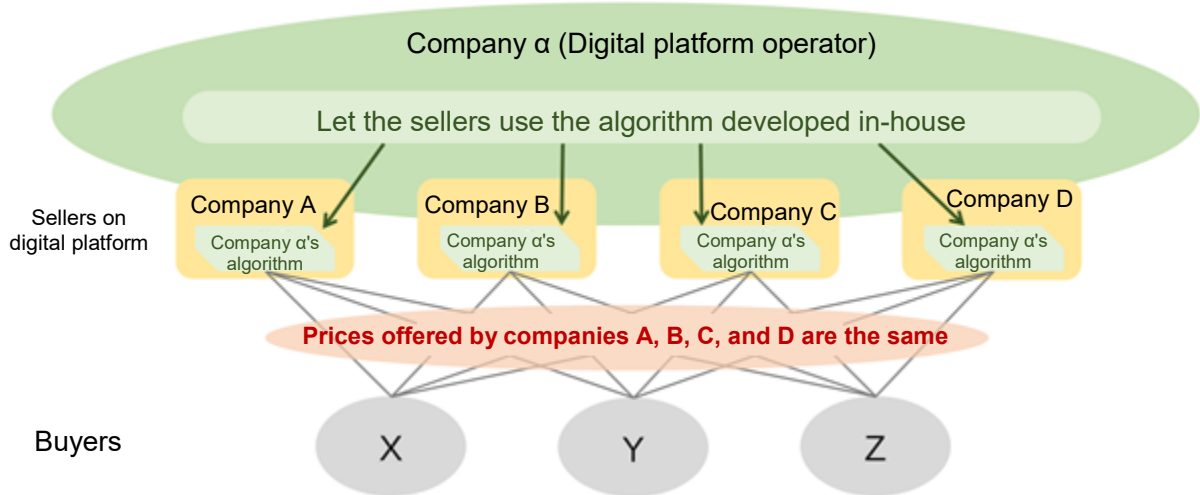 Company α (Digital platform operator)
Let the sellers use the algorithm developed in-house
Sellers on
digital platform
Company A
Company α's
algorithm
Company B
Company α's
algorithm
Company C
Company α's
algorithm
Company D
Company α's
algorithm
Prices offered by companies A, B, C, and D are the same
Buyers
X
Y
Z